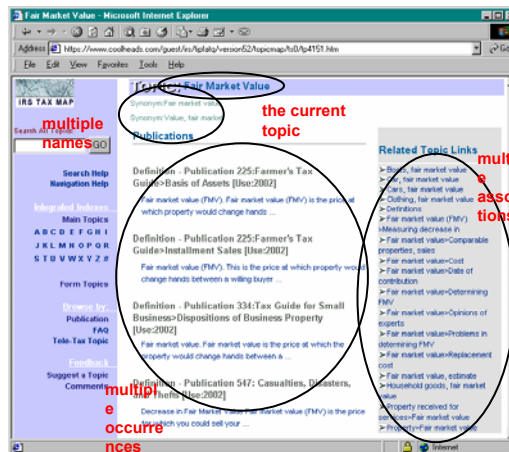 Fair Market Value - Microsoft Internet Explorer
Address https://www.coolheads.com/guest/irs/tiplatg/version52/topicmap/ts0/tp4151.htm
File Edit View Favorites Tools Help
IRS TAX MAP
Search All Topics
GO
Search Help
Navigation Help
Integrated Indexes
Main Topics
A B C D E F G H I
J K L M N O P Q R
S T U V W X Y Z #
Form Topics
Browse by:
Publication
FAQ
Tele-Tax Topic
Feedback
Suggest a Topic
Comments
Topic: Fair Market Value
Synonym:Fair market value
Synonym:Value, fair market
Publications
Definition - Publication 225:Farmer's Tax
Guide>Basis of Assets [Use:2002]
Fair market value (FMV). Fair market value (FMV) is the price at
which property would change hands ...
Definition - Publication 225:Farmer's Tax
Guide>Installment Sales [Use:2002]
Fair market value (FMV). This is the price at which property would
change hands between a willing buyer ...
Definition - Publication 334:Tax Guide for Small
Business>Dispositions of Business Property
[Use:2002]
Fair market value. Fair market value is the price at which the
property would change hands between a ...
Definition - Publication 547: Casualties, Disasters,
and Thefts [Use:2002]
Decrease in Fair Market Value Fair market value (FMV) is the price
for which you could sell your ...
Related Topic Links
➢ Boats, fair market value
➢ Car, fair market value
➢ Cars, fair market value
➢ Clothing, fair market value
➢ Definitions
➢ Fair market value (FMV)
>Measuring decrease in
➢ Fair market value>Comparable
properties, sales
➢ Fair market value>Cost
➢ Fair market value>Date of
contribution
➢ Fair market value>Determining
FMV
➢ Fair market value>Opinions of
experts
➢ Fair market value>Problems in
determining FMV
➢ Fair market value>Replacement
cost
➢ Fair market value, estimate
➢ Household goods, fair market
value
➢ Property received for
services>Fair market value
➢ Property>Fair market value
Internet
multiple
names
the current
topic
multipl
e
occurre
nces
mult
e
asso
tions